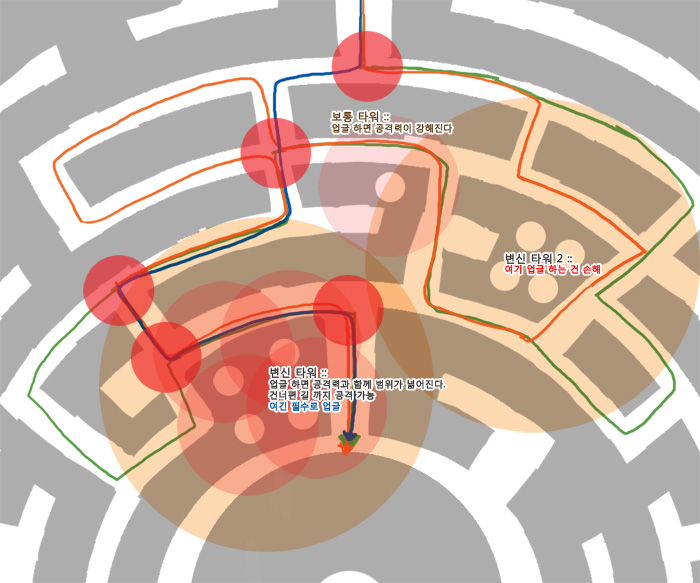 보통 타워 ::
업글 하면 공격력이 강해진다
변신 타워 2 ::
여기 업글 하는 건 손해
변신 타워 ::
업글 하면 공격력과 함께 범위가 넓어진다.
건너편 길 까지 공격가능
여긴 필수로 업글